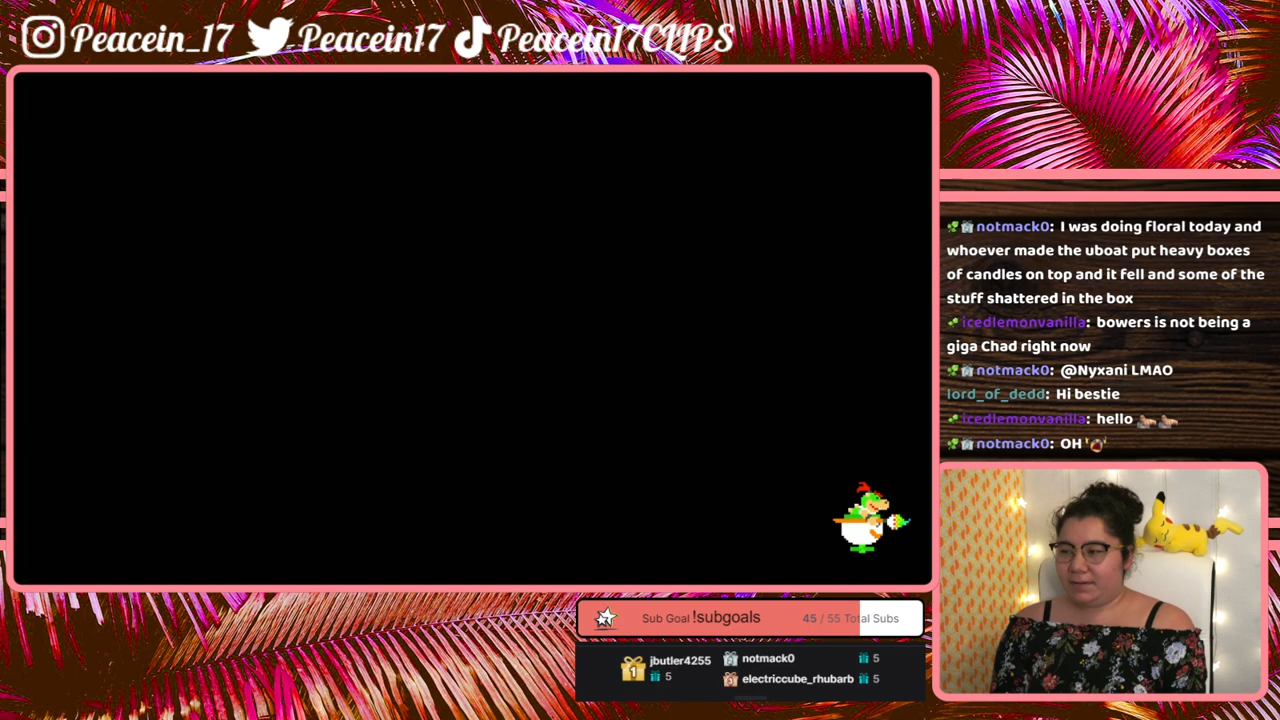 Peacein_17 Peacein17 Peacein17ClIPS
notmack0: I was doing floral today and
whoever made the uboat put heavy boxes
of candles on top and it fell and some of the
stuff shattered in the box
icedlemonvanilla: bowers is not being a
giga Chad right now
notmack0: @Nyxani LMAO
lord_of_dedd: Hi bestie
icedlemonvanilla: hello
notmack0: OH
Sub Goal !subgoals 45 / 55 Total Subs
1 jbutler4255 5
notmack0 5
electriccube_rhubarb 5